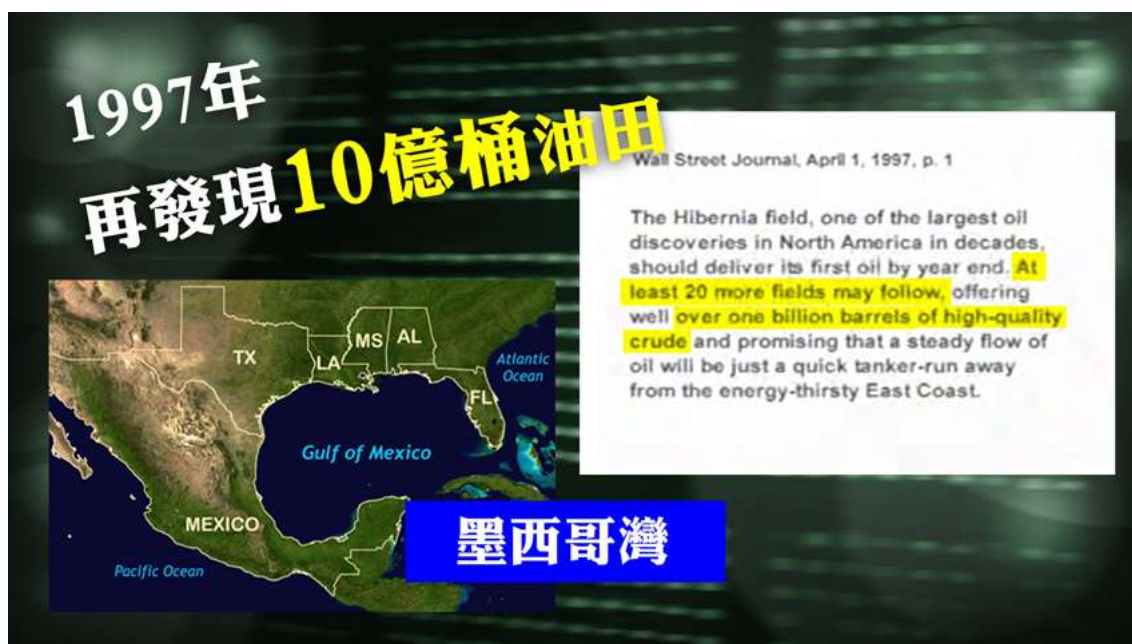 1997年
再發現10億桶油田
Wall Street Journal, April 1, 1997, p. 1
The Hibernia field, one of the largest oil
discoveries in North America in decades,
should deliver its first oil by year end. At
least 20 more fields may follow, offering
well over one billion barrels of high-quality
crude and promising that a steady flow of
oil will be just a quick tanker-run away
from the energy-thirsty East Coast.
TX
LA
MS
AL
FL
Atlantic
Ocean
Gulf of Mexico
MEXICO
Pacific Ocean
墨西哥灣